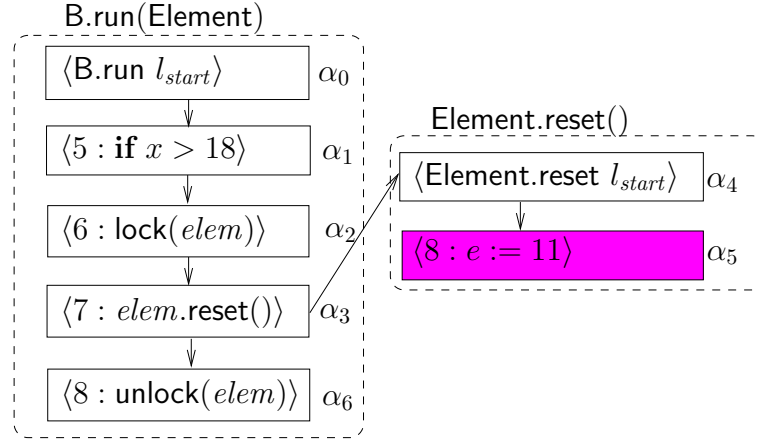 B.run(Element)
⟨B.run l_start⟩ α₀
⟨5 : if x > 18⟩ α₁
⟨6 : lock(elem)⟩ α₂
⟨7 : elem.reset()⟩ α₃
⟨8 : unlock(elem)⟩ α₆
Element.reset()
⟨Element.reset l_start⟩ α₄
⟨8 : e := 11⟩ α₅